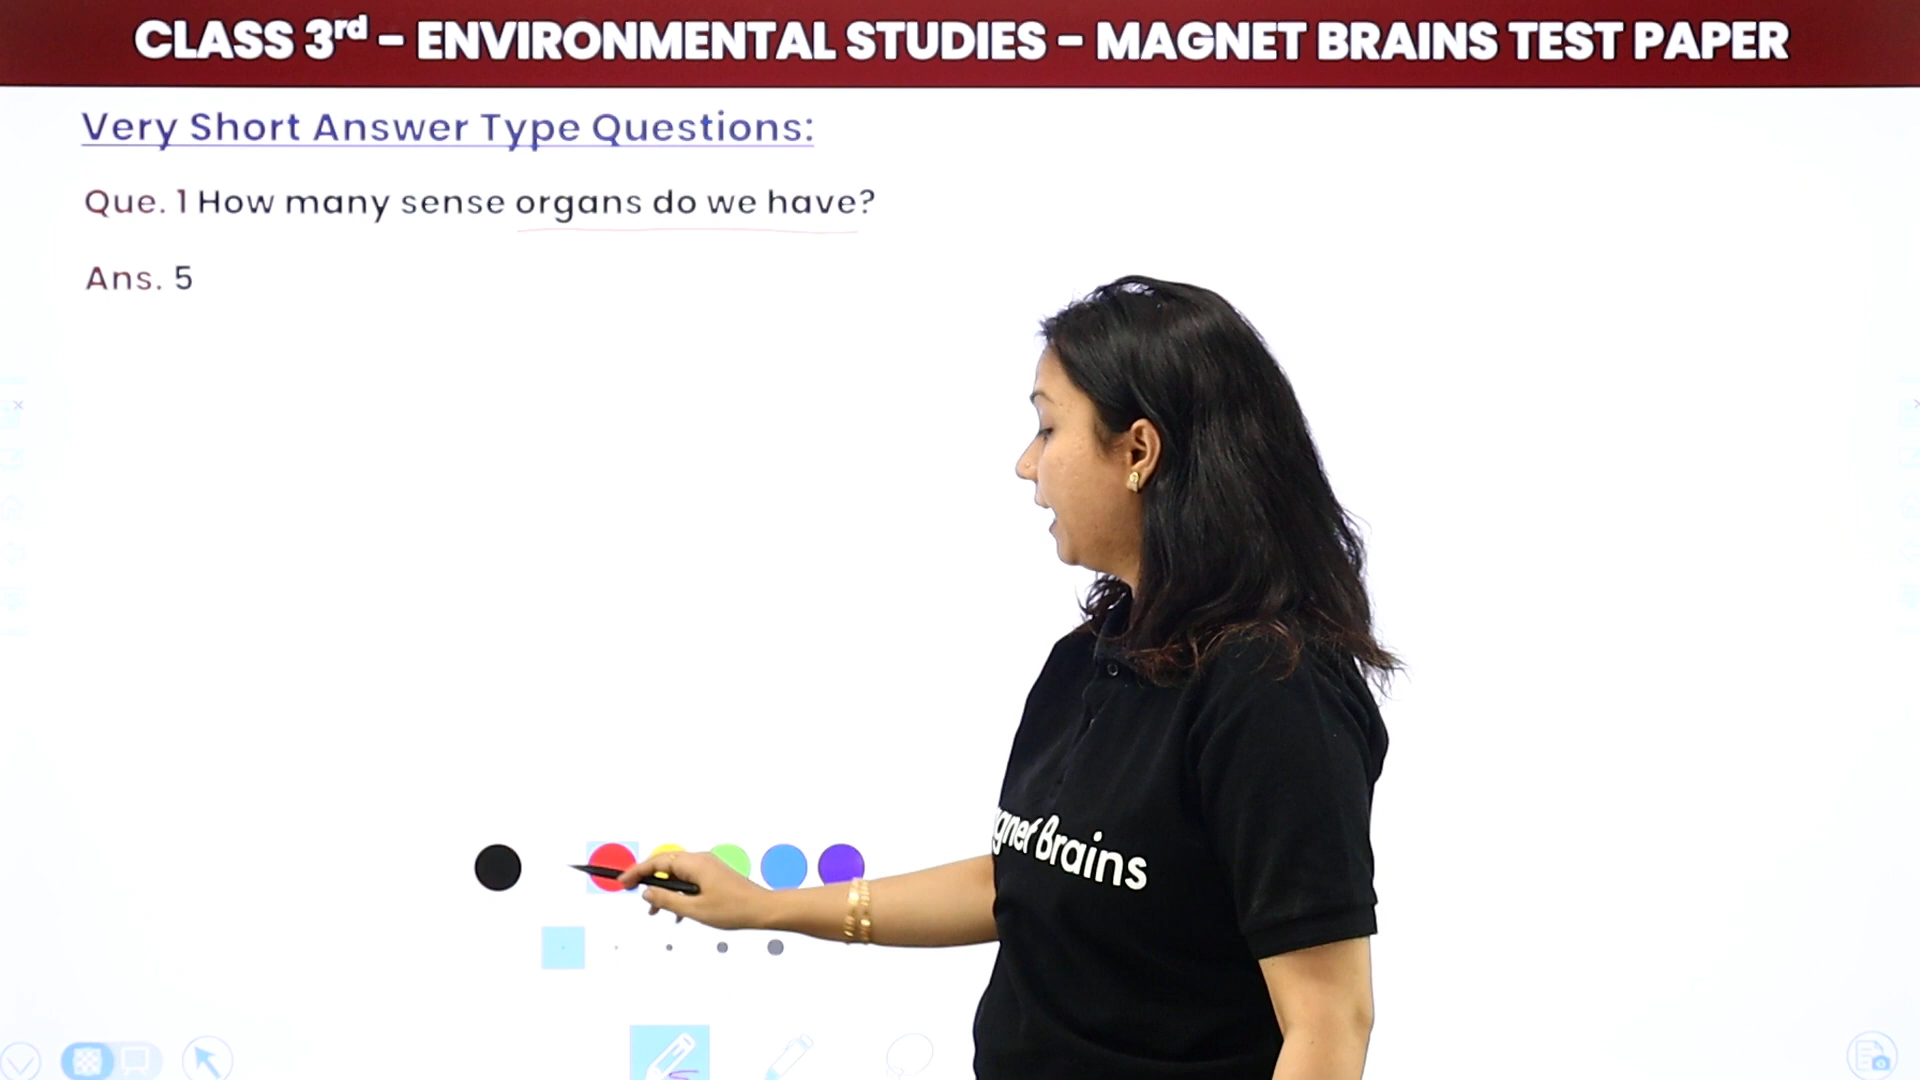 CLASS 3rd - ENVIRONMENTAL STUDIES - MAGNET BRAINS TEST PAPER
Very Short Answer Type Questions:
Que. 1 How many sense organs do we have?
Ans. 5
Brains